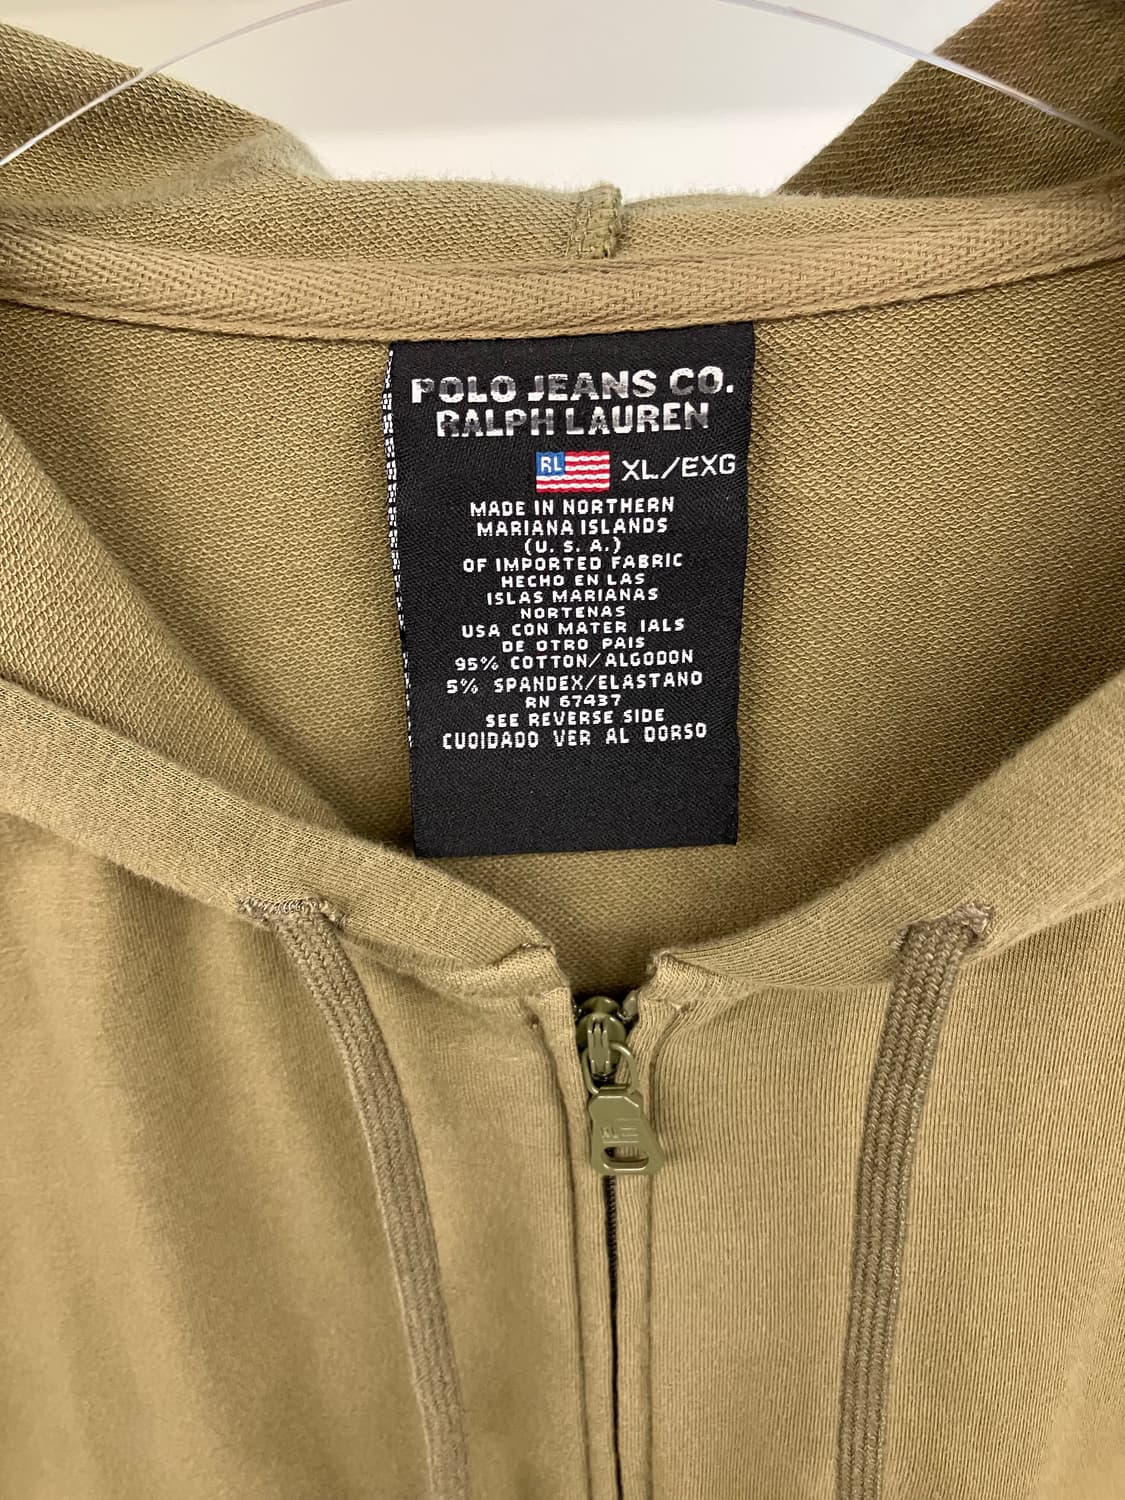 POLO JEANS CO.
RALPH LAUREN
RL XL/EXG
MADE IN NORTHERN
MARIANA ISLANDS
(U. S. A.)
OF IMPORTED FABRIC
HECHO EN LAS
ISLAS MARIANAS
NORTENAS
USA CON MATER IALS
DE OTRO PAIS
95% COTTON/ALGODON
5% SPANDEX/ELASTANO
RN 67437
SEE REVERSE SIDE
CUOIDADO VER AL DORSO
RL